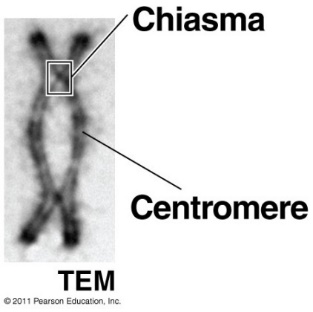 Chiasma
Centromere
TEM
© 2011 Pearson Education, Inc.